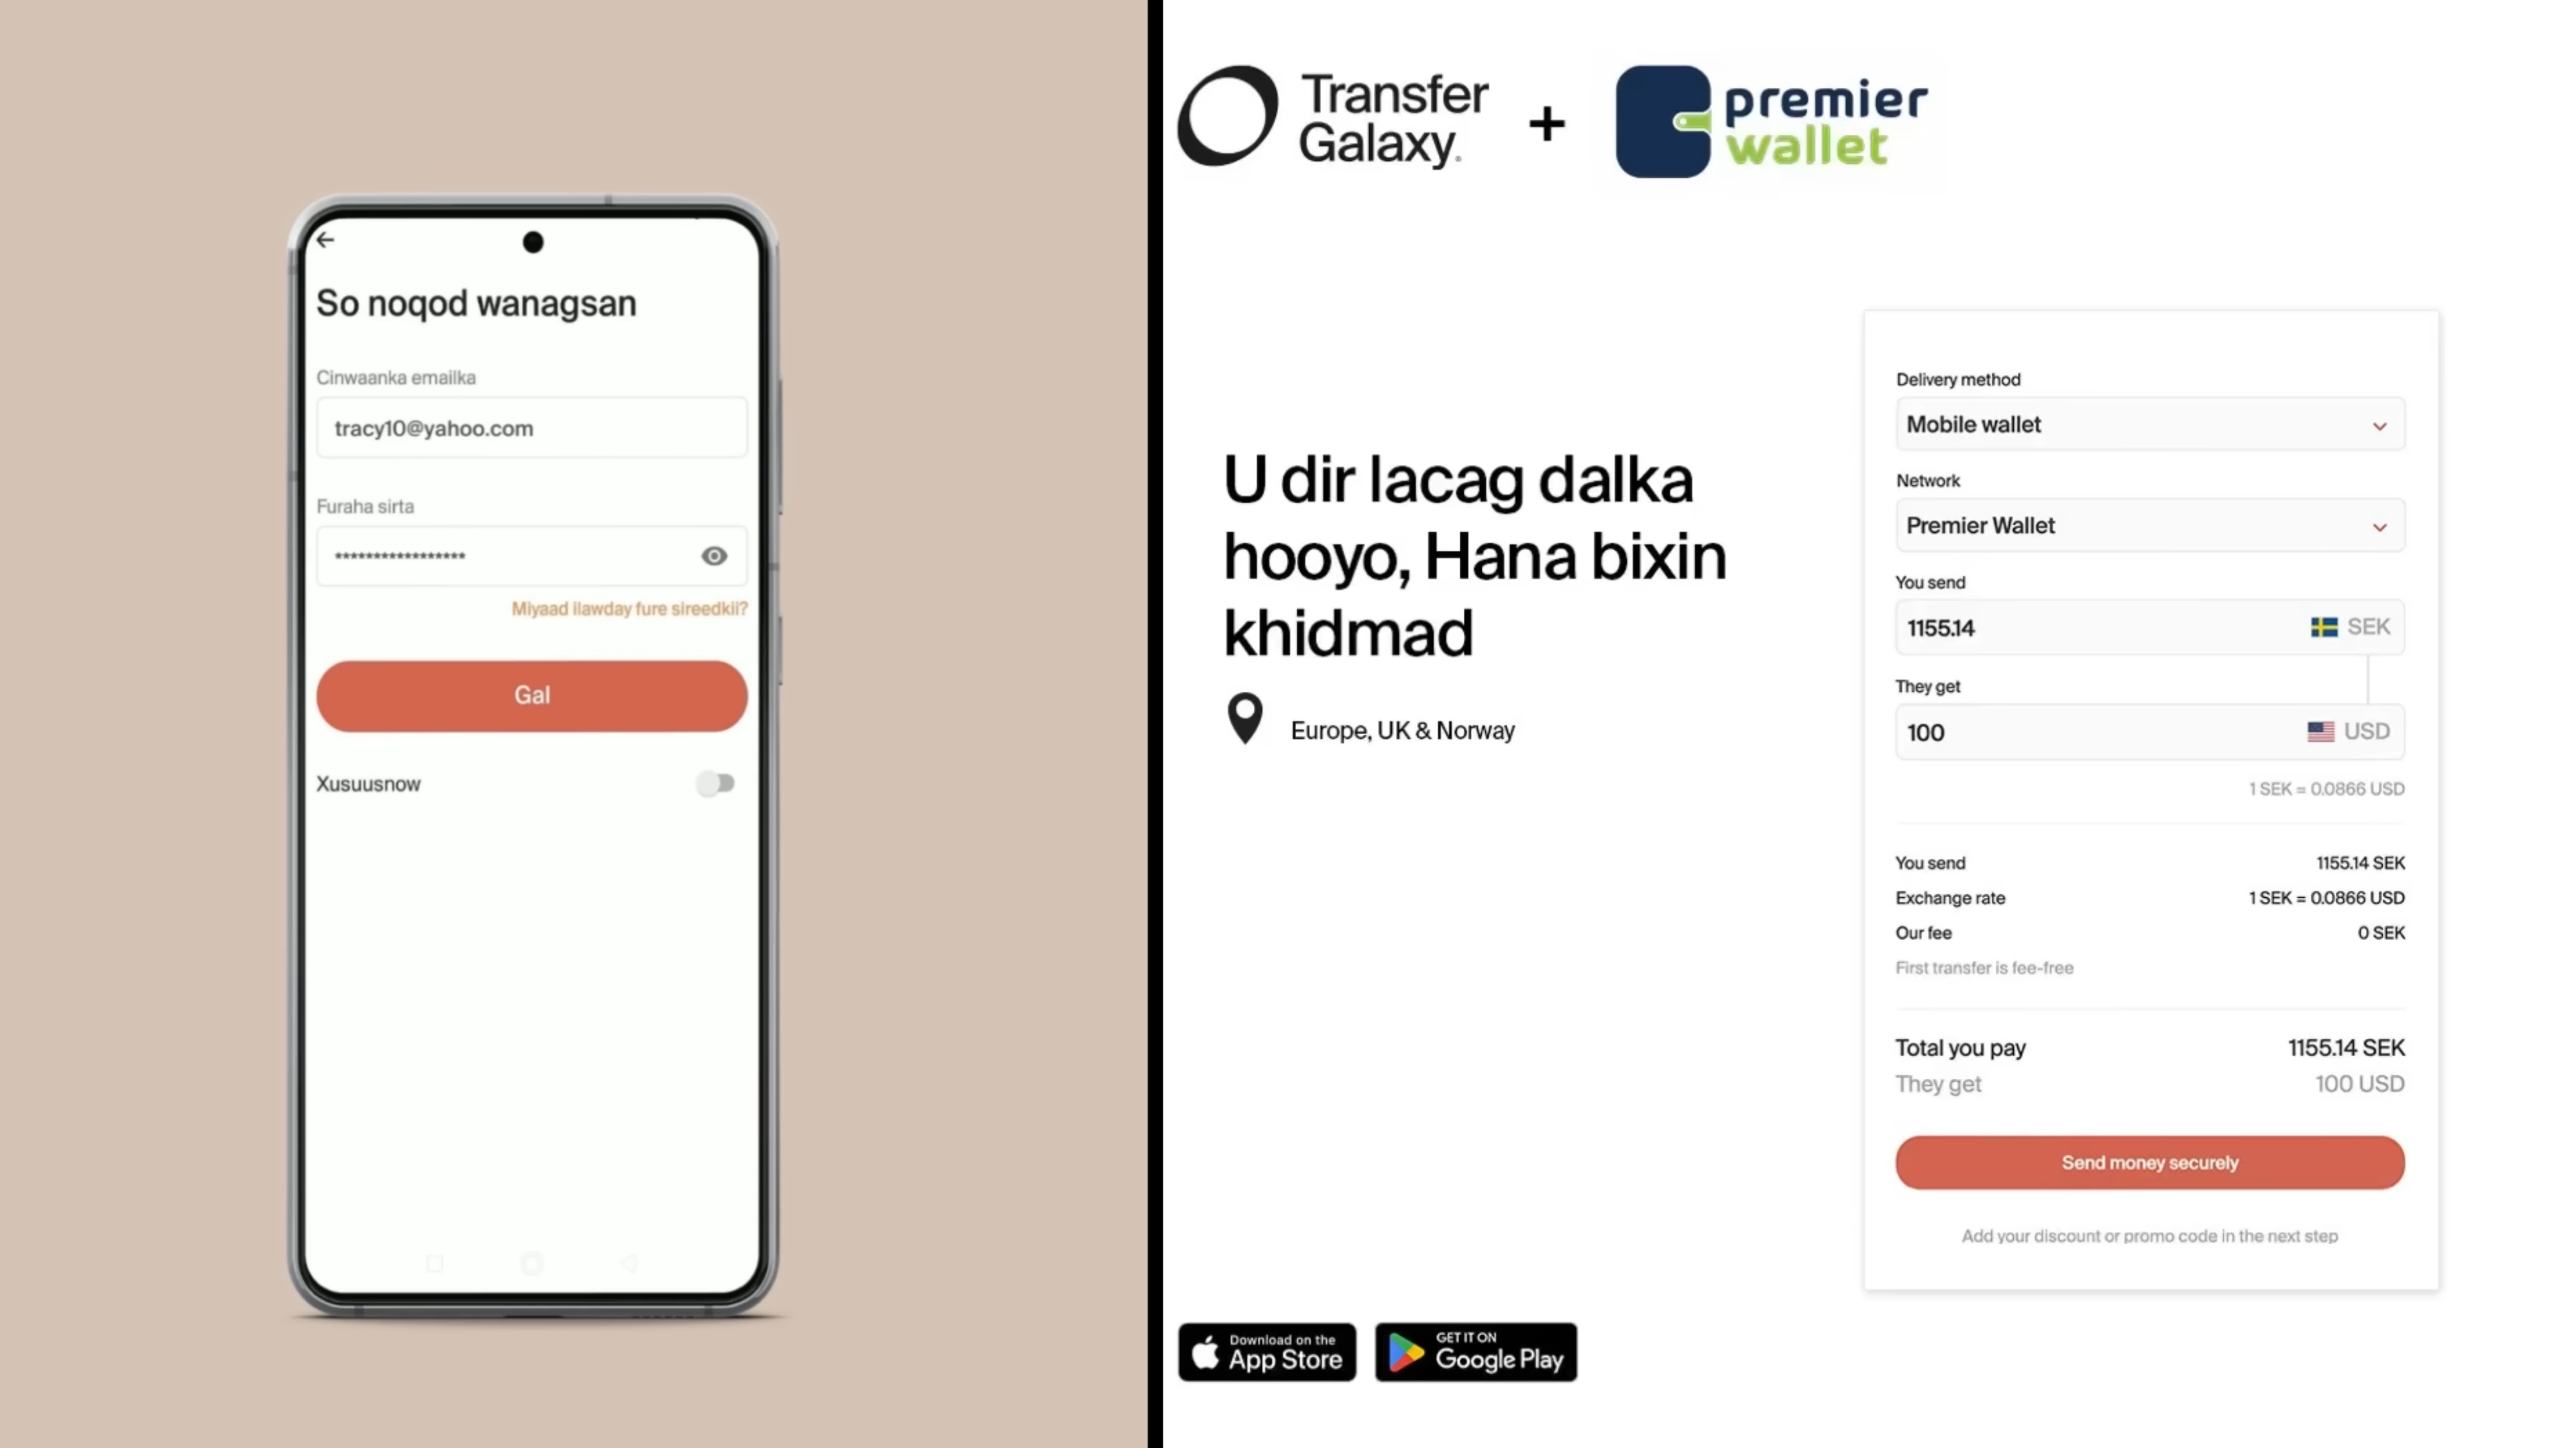 So noqod wanagsan
Cinwaanka emailka
tracy10@yahoo.com
Furaha sirta
*****************
Miyaad ilawday fure sireedkii?
Gal
Xusuusnow
Transfer
Galaxy
+
premier
wallet
U dir lacag dalka
hooyo, Hana bixin
khidmad
Europe, UK & Norway
Delivery method
Mobile wallet
Network
Premier Wallet
You send
1155.14 SEK
They get
100 USD
1 SEK = 0.0866 USD
You send 1155.14 SEK
Exchange rate 1 SEK = 0.0866 USD
Our fee 0 SEK
First transfer is fee-free
Total you pay 1155.14 SEK
They get 100 USD
Send money securely
Add your discount or promo code in the next step
Download on the
App Store
GET IT ON
Google Play